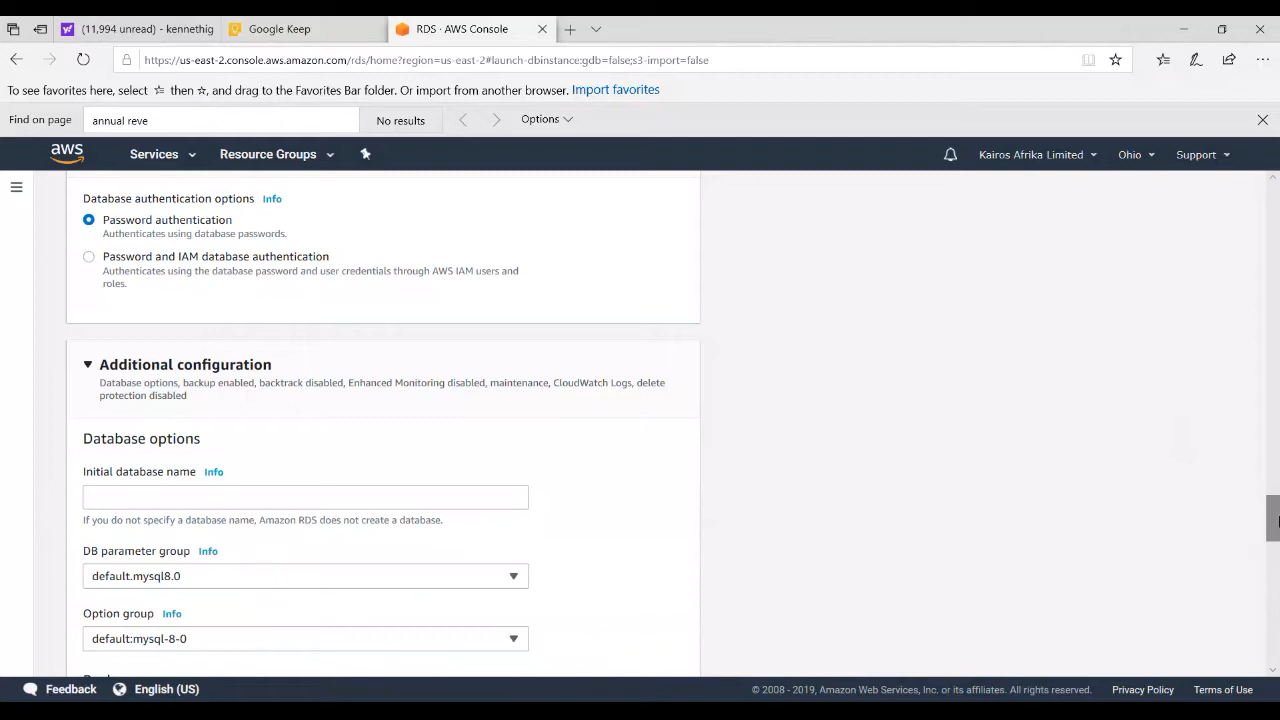 (11,994 unread) - kennethig
Google Keep
RDS · AWS Console
https://us-east-2.console.aws.amazon.com/rds/home?region=us-east-2#launch-dbinstance:gdb=false;s3-import=false
To see favorites here, select ☆ then ☆, and drag to the Favorites Bar folder. Or import from another browser. Import favorites
Find on page
annual reve
No results
Options
aws
Services
Resource Groups
Kairos Afrika Limited
Ohio
Support
Database authentication options Info
Password authentication
Authenticates using database passwords.
Password and IAM database authentication
Authenticates using the database password and user credentials through AWS IAM users and
roles.
Additional configuration
Database options, backup enabled, backtrack disabled, Enhanced Monitoring disabled, maintenance, CloudWatch Logs, delete
protection disabled
Database options
Initial database name Info
If you do not specify a database name, Amazon RDS does not create a database.
DB parameter group Info
default.mysql8.0
Option group Info
default:mysql-8-0
Feedback
English (US)
© 2008 - 2019, Amazon Web Services, Inc. or its affiliates. All rights reserved.
Privacy Policy
Terms of Use